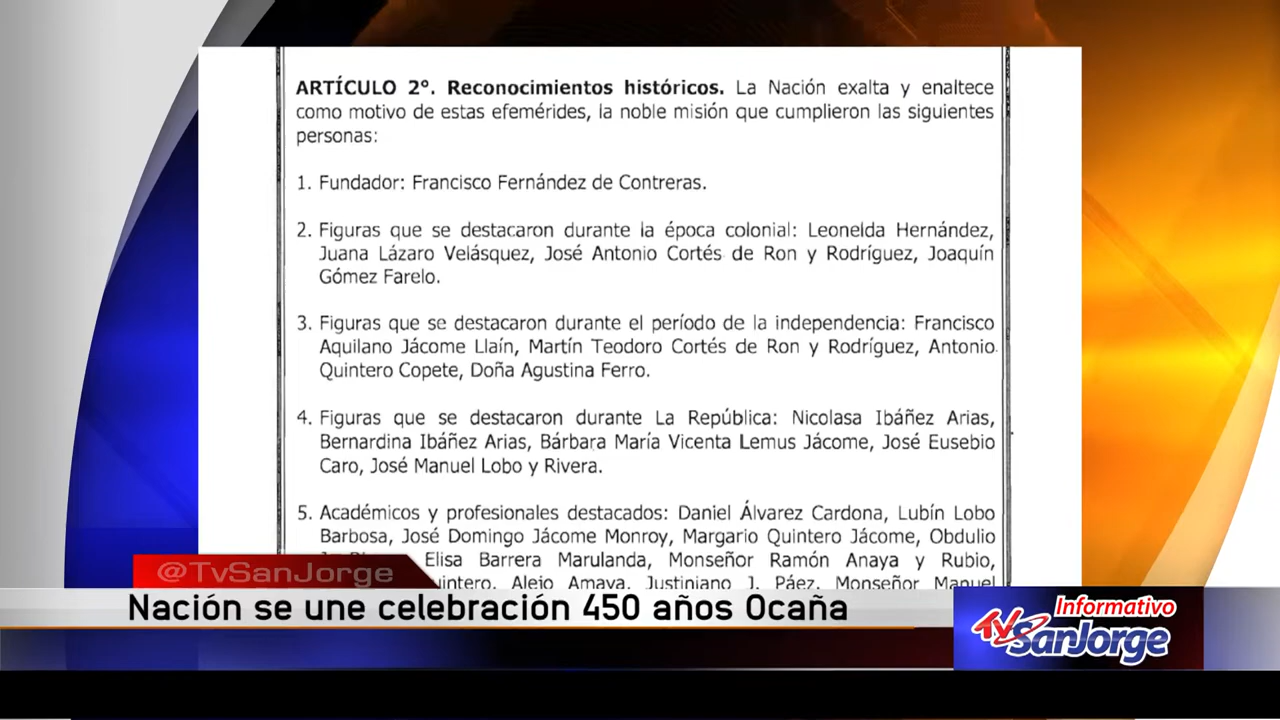 ARTÍCULO 2°. Reconocimientos históricos. La Nación exalta y enaltece
como motivo de estas efemérides, la noble misión que cumplieron las siguientes
personas:
1. Fundador: Francisco Fernández de Contreras.
2. Figuras que se destacaron durante la época colonial: Leonelda Hernández,
Juana Lázaro Velásquez, José Antonio Cortés de Ron y Rodríguez, Joaquín
Gómez Farelo.
3. Figuras que se destacaron durante el período de la independencia: Francisco
Aquilano Jácome Llaín, Martín Teodoro Cortés de Ron y Rodríguez, Antonio
Quintero Copete, Doña Agustina Ferro.
4. Figuras que se destacaron durante La República: Nicolasa Ibáñez Arias,
Bernardina Ibáñez Arias, Bárbara María Vicenta Lemus Jácome, José Eusebio
Caro, José Manuel Lobo y Rivera.
5. Académicos y profesionales destacados: Daniel Álvarez Cardona, Lubín Lobo
Barbosa, José Domingo Jácome Monroy, Margario Quintero Jácome, Obdulio
Elisa Barrera Marulanda, Monseñor Ramón Anaya y Rubio,
Alejo Amaya, Justiniano J. Páez, Monseñor Manuel
@TvSanJorge
Nación se une celebración 450 años Ocaña
Informativo
TV SanJorge